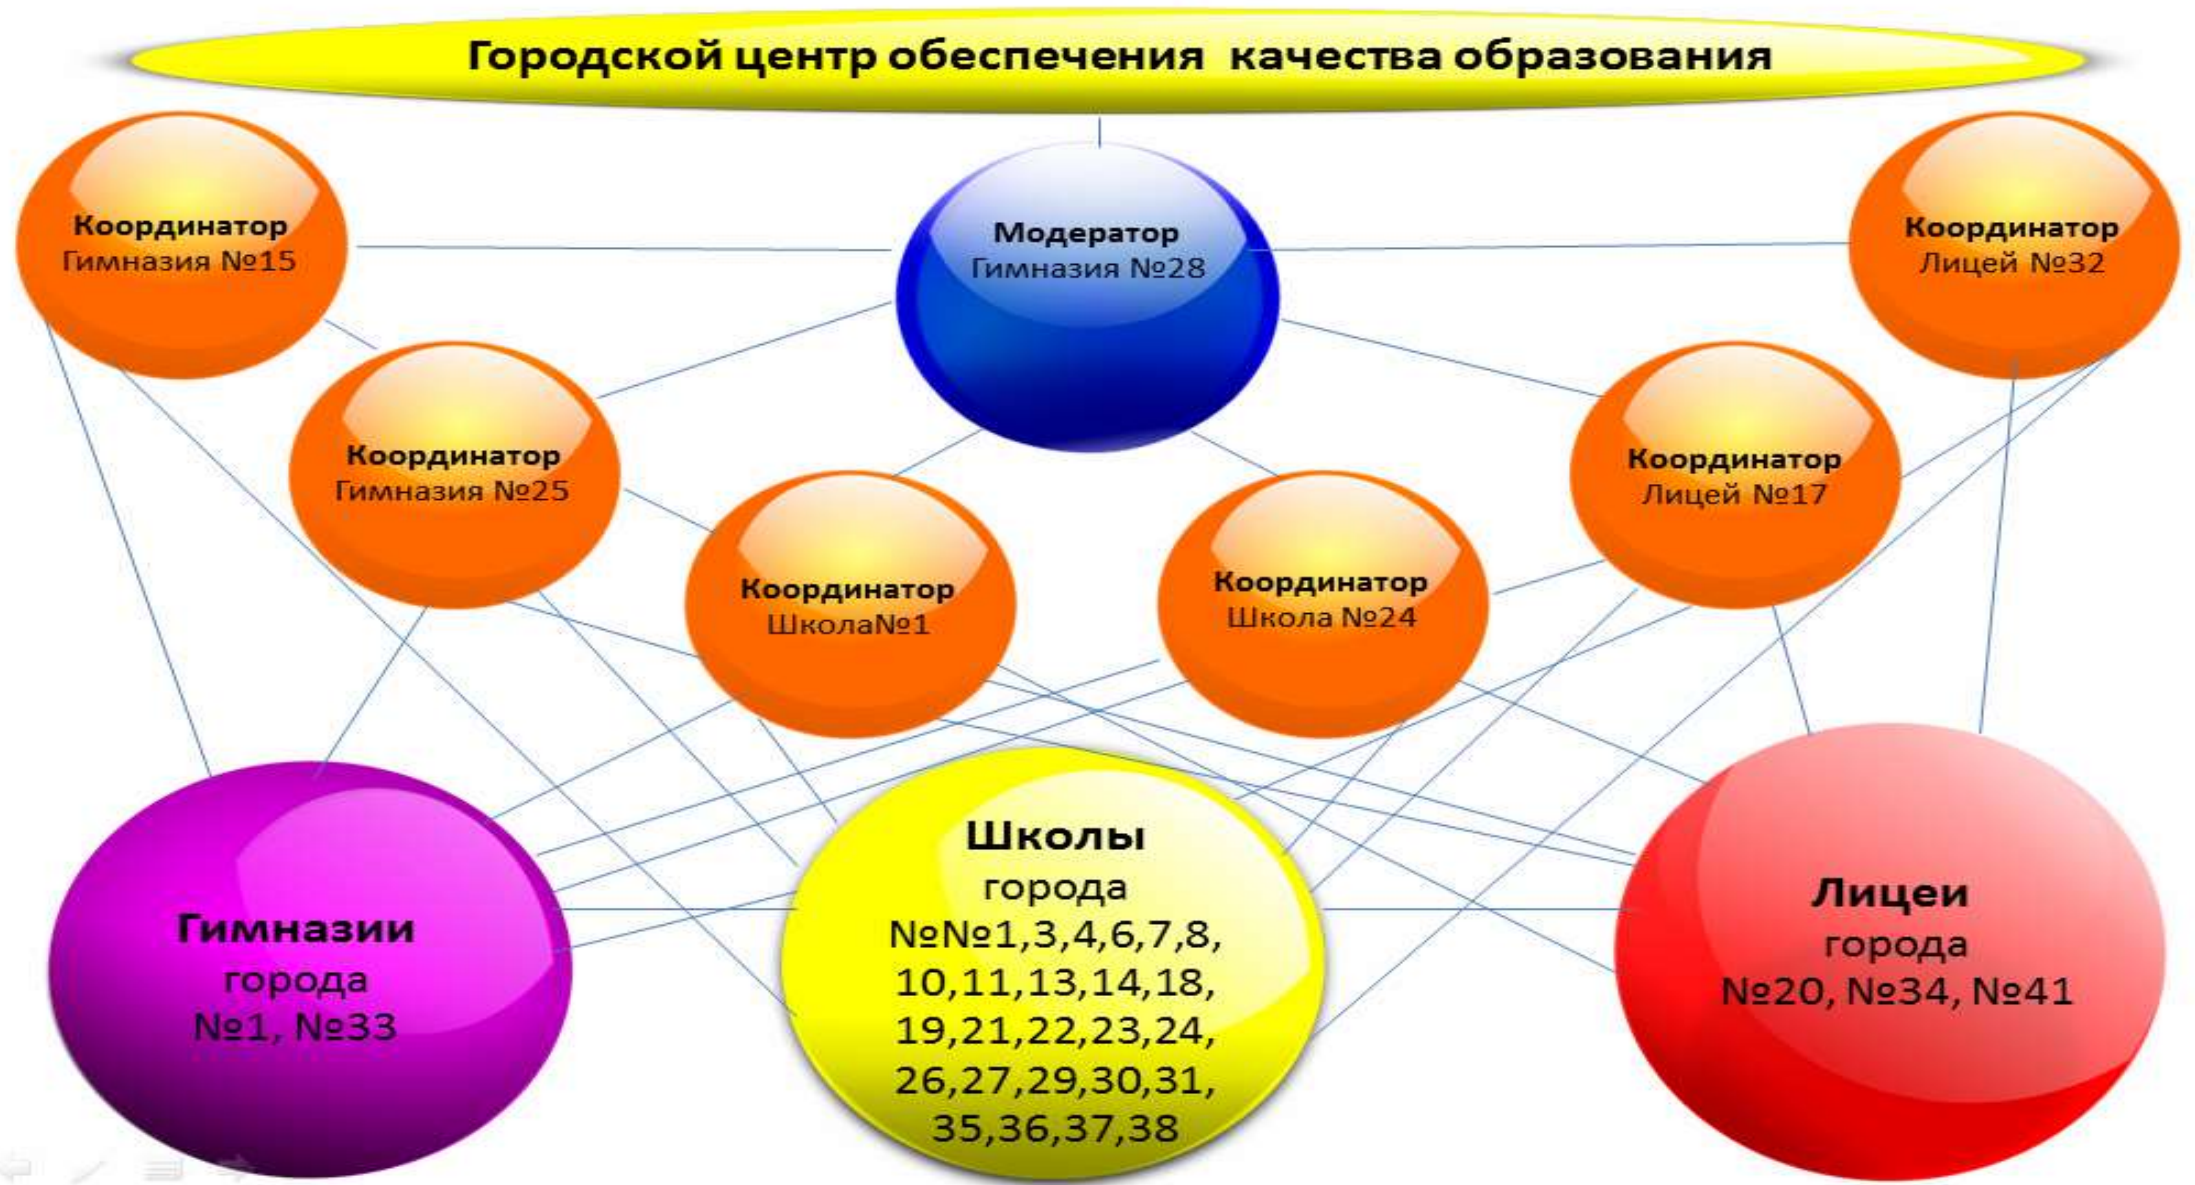 Городской центр обеспечения качества образования
Координатор
Гимназия №15
Модератор
Гимназия №28
Координатор
Лицей №32
Координатор
Гимназия №25
Координатор
Лицей №17
Координатор
Школа№1
Координатор
Школа №24
Гимназии
города
№1, №33
Школы
города
№№1,3,4,6,7,8,
10,11,13,14,18,
19,21,22,23,24,
26,27,29,30,31,
35,36,37,38
Лицеи
города
№20, №34, №41